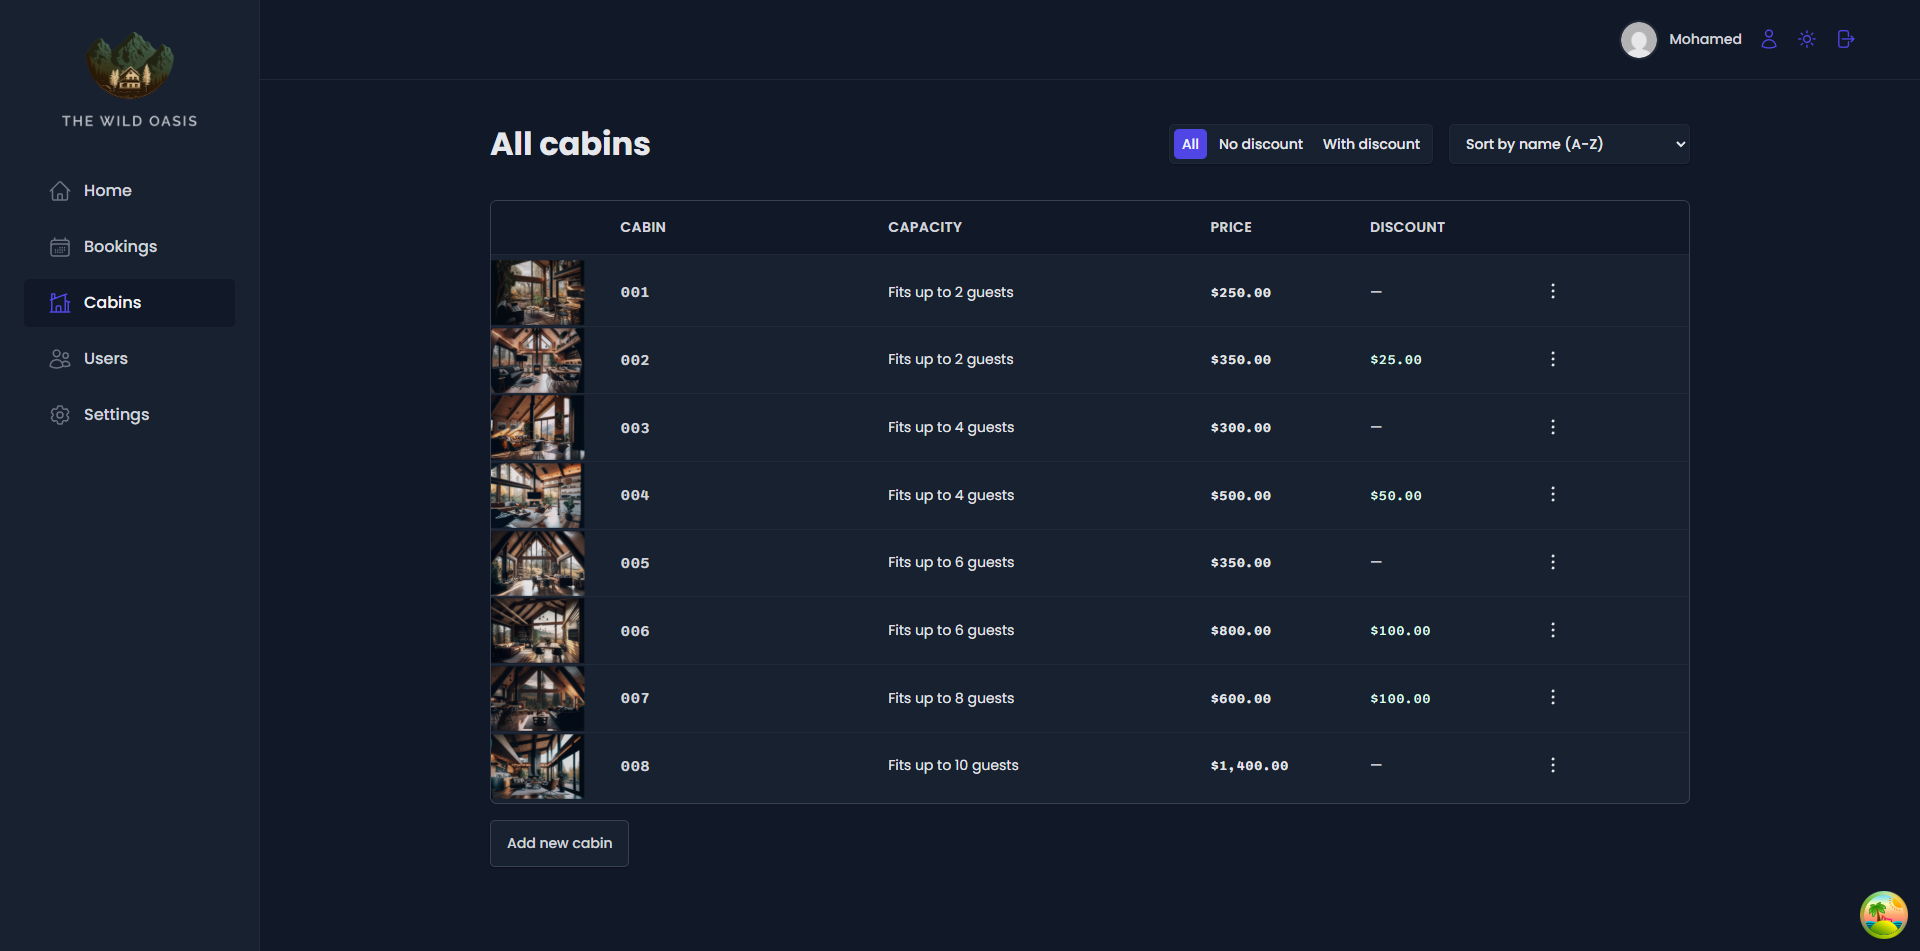 THE WILD OASIS
Home
Bookings
Cabins
Users
Settings
Mohamed
All cabins
All No discount With discount
Sort by name (A-Z)
CABIN CAPACITY PRICE DISCOUNT
001 Fits up to 2 guests $250.00 —
002 Fits up to 2 guests $350.00 $25.00
003 Fits up to 4 guests $300.00 —
004 Fits up to 4 guests $500.00 $50.00
005 Fits up to 6 guests $350.00 —
006 Fits up to 6 guests $800.00 $100.00
007 Fits up to 8 guests $600.00 $100.00
008 Fits up to 10 guests $1,400.00 —
Add new cabin